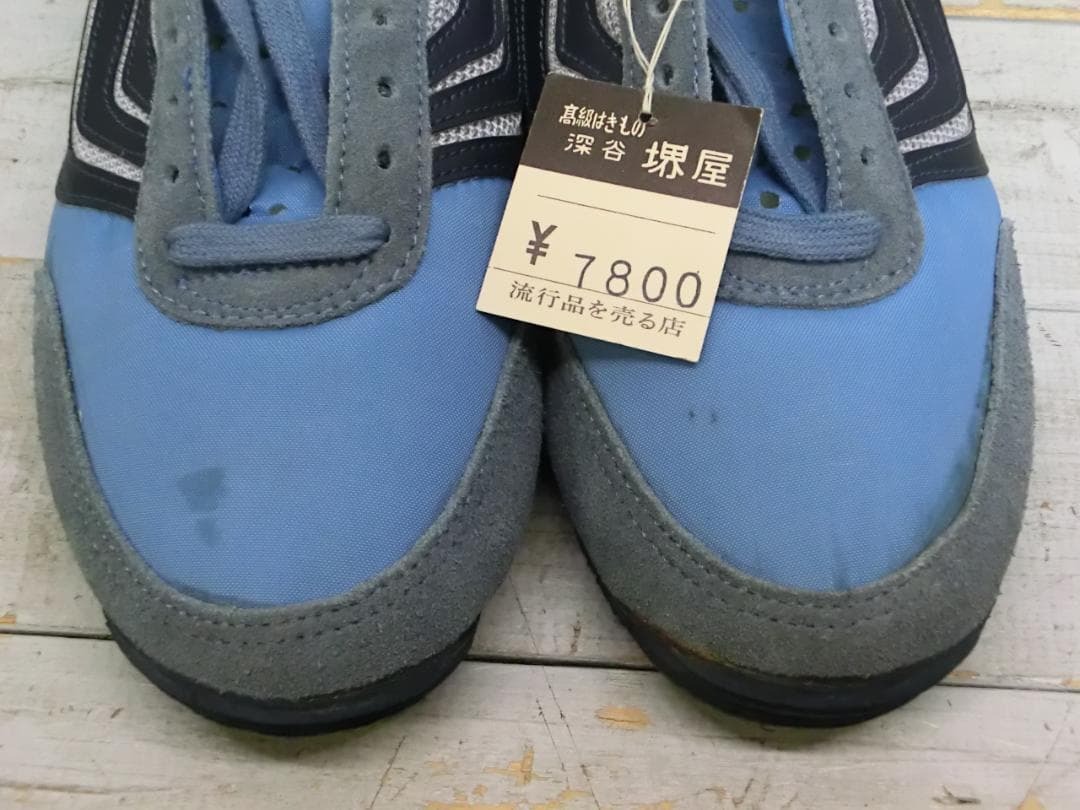 高級はきもの
深谷 堺屋
¥ 7800
流行品を売る店